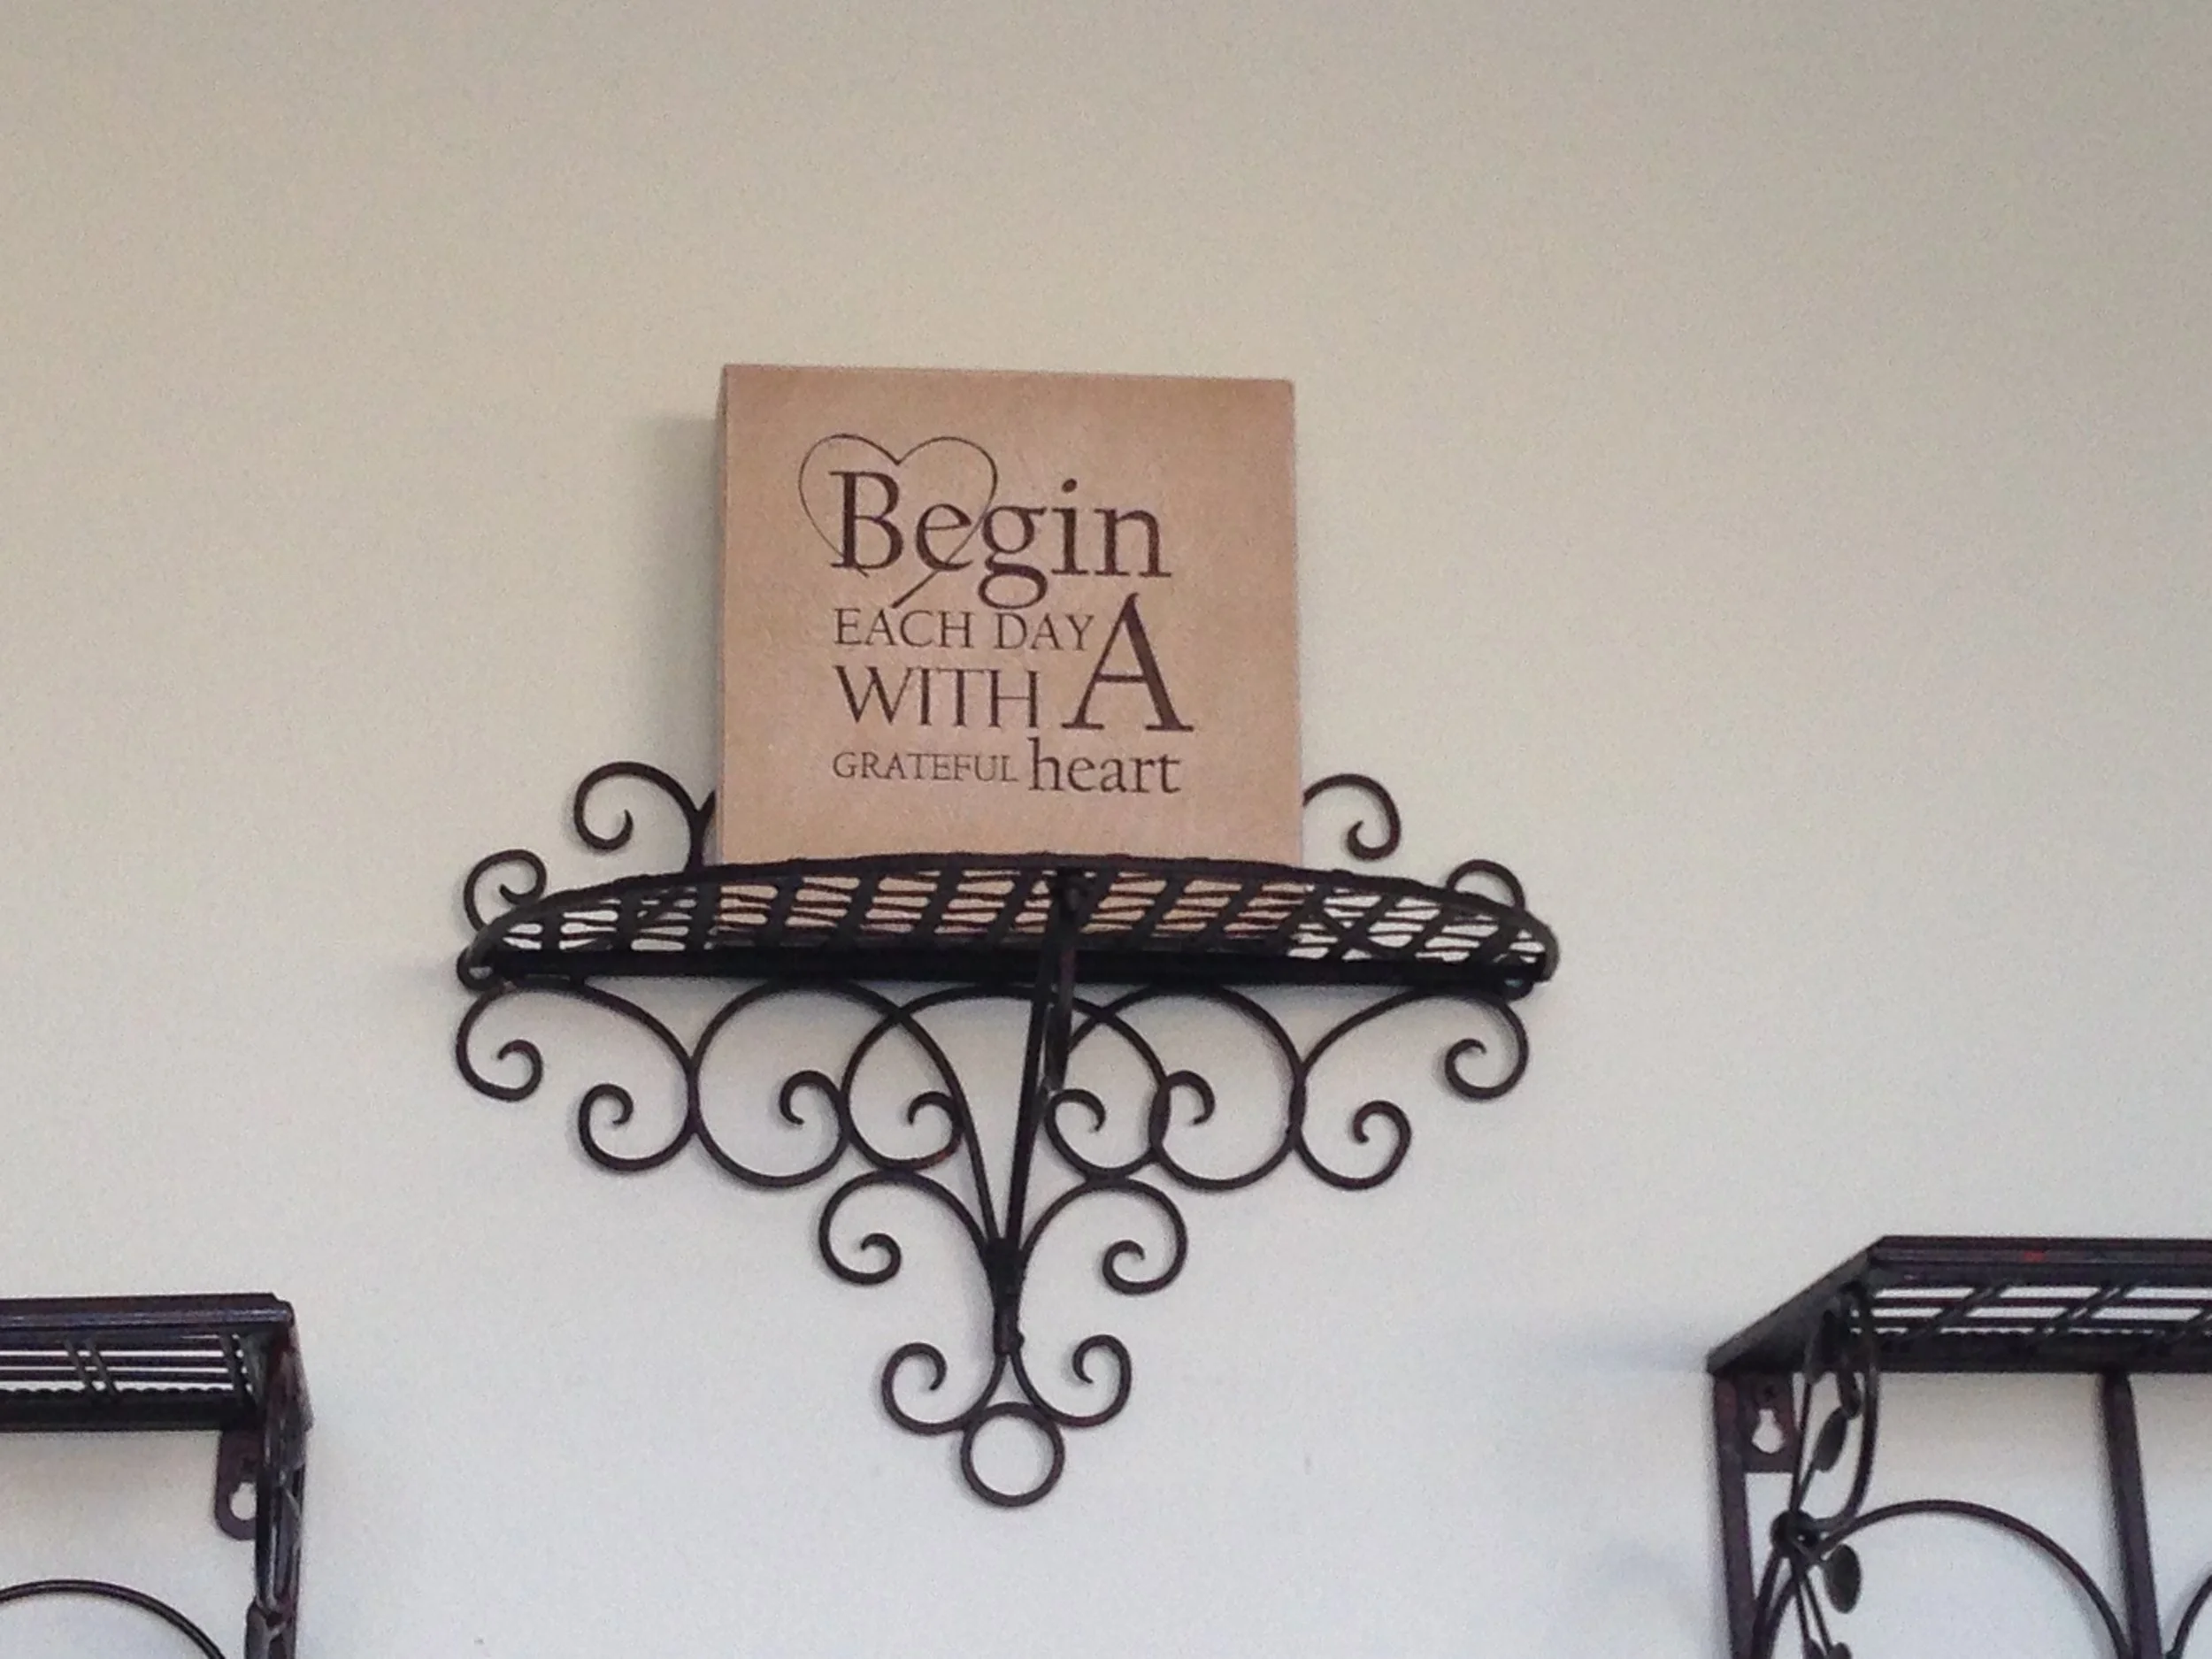 Begin
EACH DAY
WITH A
GRATEFUL heart